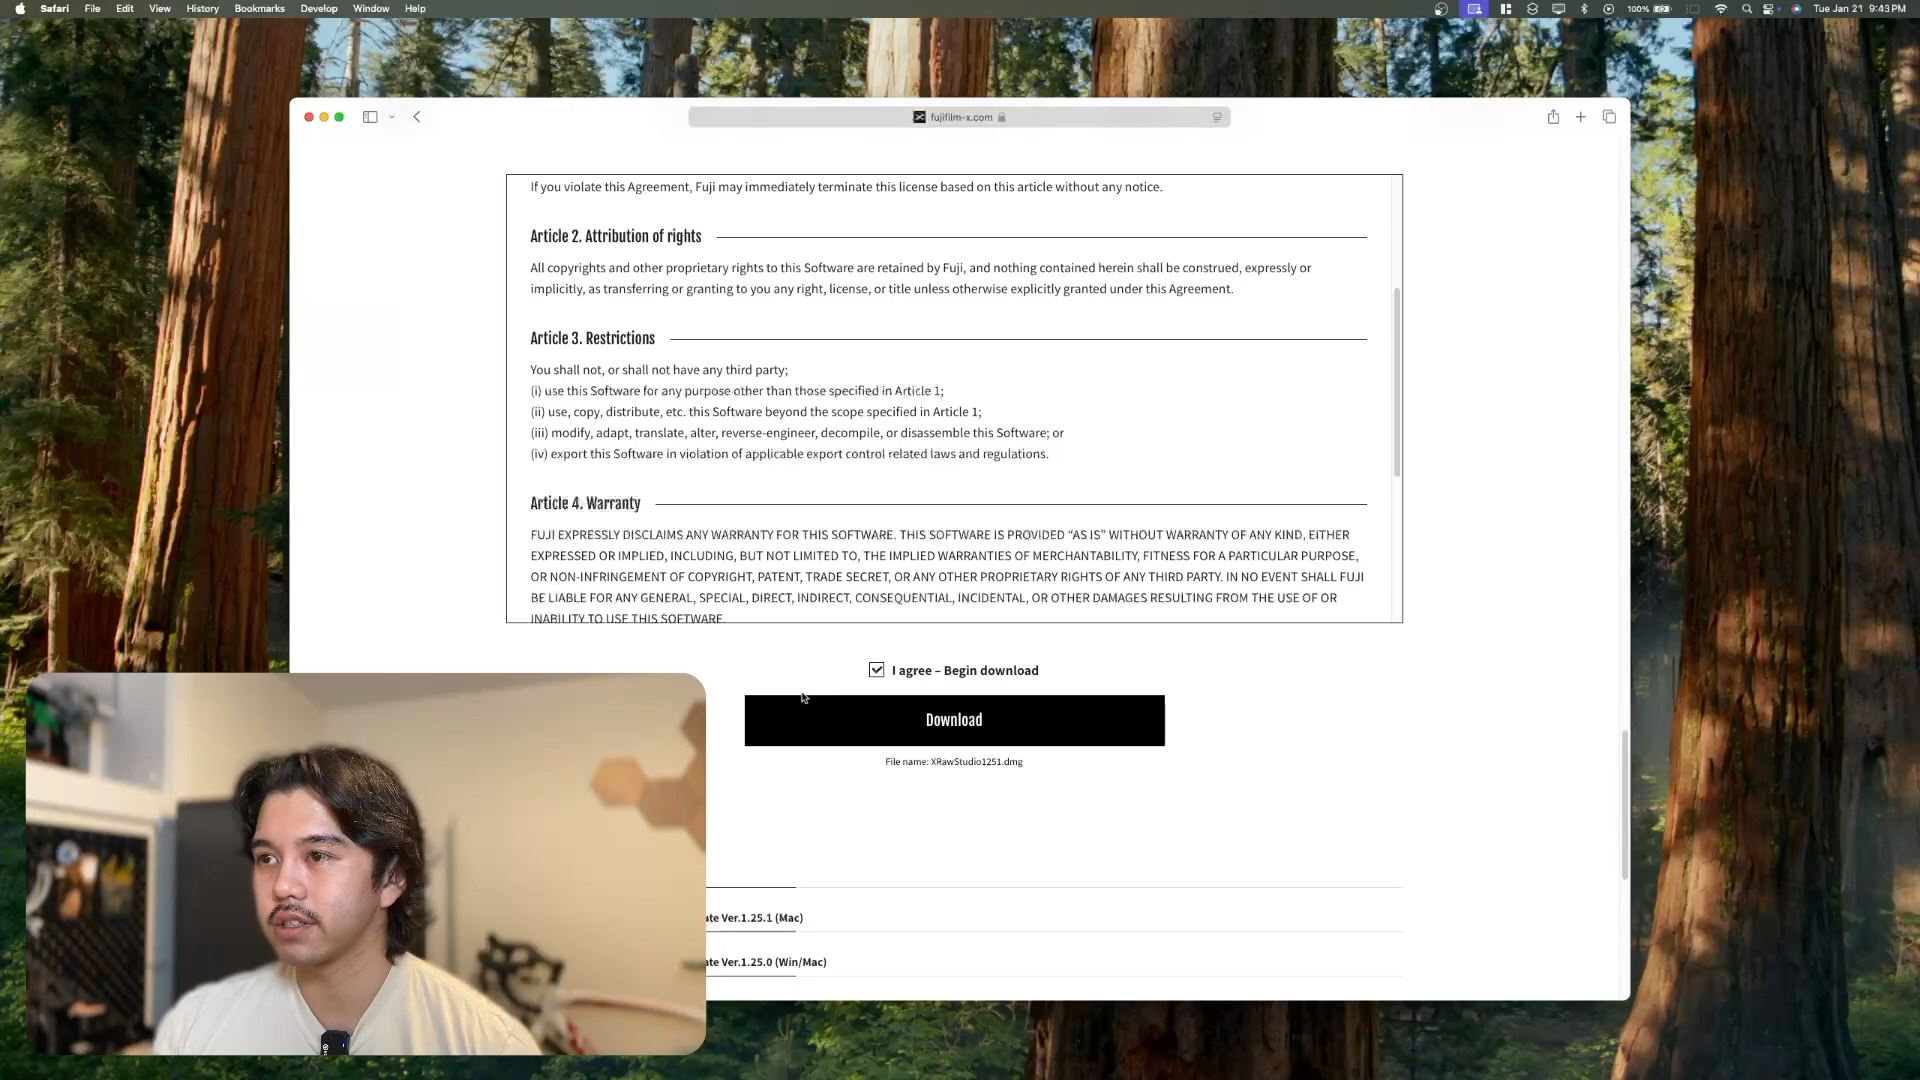 Safari File Edit View History Bookmarks Develop Window Help
100% Tue Jan 21 9:43 PM
fujifilm-x.com
If you violate this Agreement, Fuji may immediately terminate this license based on this article without any notice.
Article 2. Attribution of rights
All copyrights and other proprietary rights to this Software are retained by Fuji, and nothing contained herein shall be construed, expressly or
implicitly, as transferring or granting to you any right, license, or title unless otherwise explicitly granted under this Agreement.
Article 3. Restrictions
You shall not, or shall not have any third party;
(i) use this Software for any purpose other than those specified in Article 1;
(ii) use, copy, distribute, etc. this Software beyond the scope specified in Article 1;
(iii) modify, adapt, translate, alter, reverse-engineer, decompile, or disassemble this Software; or
(iv) export this Software in violation of applicable export control related laws and regulations.
Article 4. Warranty
FUJI EXPRESSLY DISCLAIMS ANY WARRANTY FOR THIS SOFTWARE. THIS SOFTWARE IS PROVIDED “AS IS” WITHOUT WARRANTY OF ANY KIND, EITHER
EXPRESSED OR IMPLIED, INCLUDING, BUT NOT LIMITED TO, THE IMPLIED WARRANTIES OF MERCHANTABILITY, FITNESS FOR A PARTICULAR PURPOSE,
OR NON-INFRINGEMENT OF COPYRIGHT, PATENT, TRADE SECRET, OR ANY OTHER PROPRIETARY RIGHTS OF ANY THIRD PARTY. IN NO EVENT SHALL FUJI
BE LIABLE FOR ANY GENERAL, SPECIAL, DIRECT, INDIRECT, CONSEQUENTIAL, INCIDENTAL, OR OTHER DAMAGES RESULTING FROM THE USE OF OR
INABILITY TO USE THIS SOFTWARE.
I agree – Begin download
Download
File name: XRawStudio1251.dmg
ate Ver.1.25.1 (Mac)
ate Ver.1.25.0 (Win/Mac)